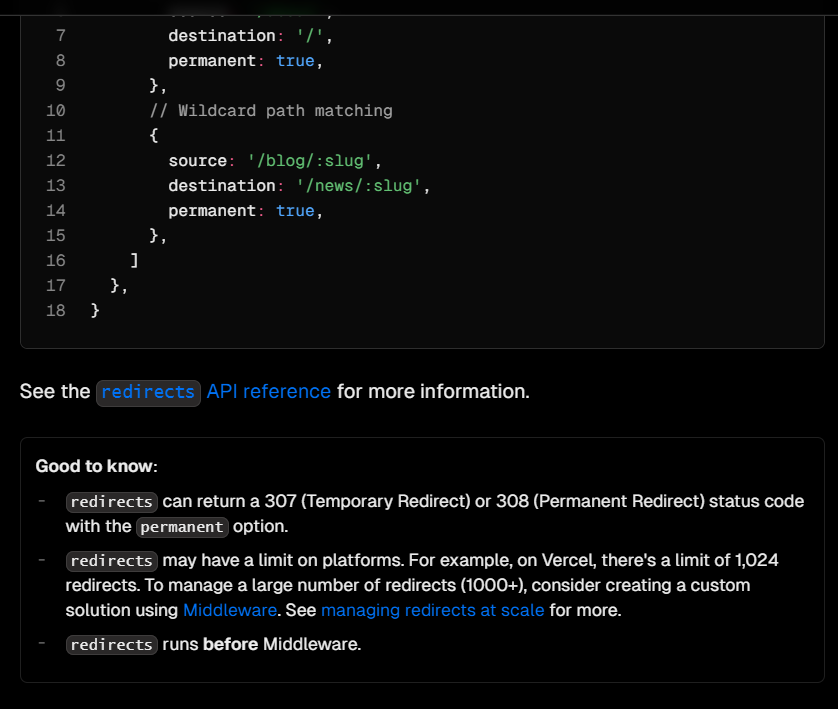 7 destination: '/',
8 permanent: true,
9 },
10 // Wildcard path matching
11 {
12 source: '/blog/:slug',
13 destination: '/news/:slug',
14 permanent: true,
15 },
16 ]
17 },
18 }
See the redirects API reference for more information.
Good to know:
- redirects can return a 307 (Temporary Redirect) or 308 (Permanent Redirect) status code
with the permanent option.
- redirects may have a limit on platforms. For example, on Vercel, there's a limit of 1,024
redirects. To manage a large number of redirects (1000+), consider creating a custom
solution using Middleware. See managing redirects at scale for more.
- redirects runs before Middleware.